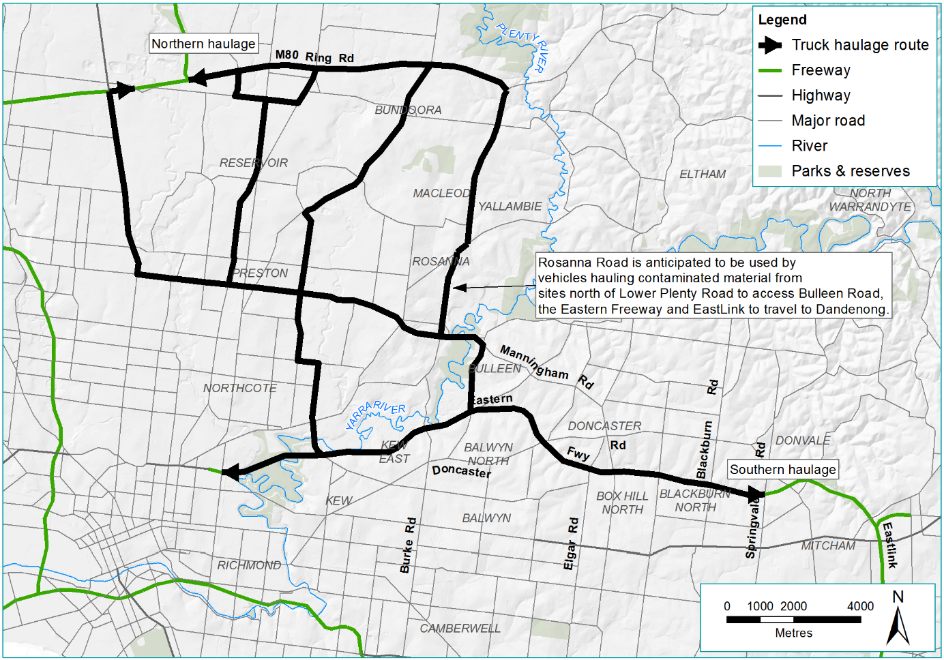 Northern haulage
M80 Ring Rd
PLENTY RIVER
Legend
Truck haulage route
Freeway
Highway
Major road
River
Parks & reserves
BUNDOORA
RESERVOIR
ELTHAM
MACLEOD
YALLAMBIE
NORTH
WARRANDYTE
ROSANNA
PRESTON
Rosanna Road is anticipated to be used by
vehicles hauling contaminated material from
sites north of Lower Plenty Road to access Bulleen Road,
the Eastern Freeway and EastLink to travel to Dandenong.
Manningham Rd
BULLEEN
NORTHCOTE
Eastern
Fwy
YARRA RIVER
KEW
EAST
BALWYN
NORTH
Doncaster
Rd
DONCASTER
Blackburn
Rd
DONVALE
Springvale
Rd
Southern haulage
KEW
BALWYN
BOX HILL
NORTH
BLACKBURN
NORTH
Burke Rd
Elgar Rd
MITCHAM
Eastlink
RICHMOND
CAMBERWELL
N
0 1000 2000 4000
Metres